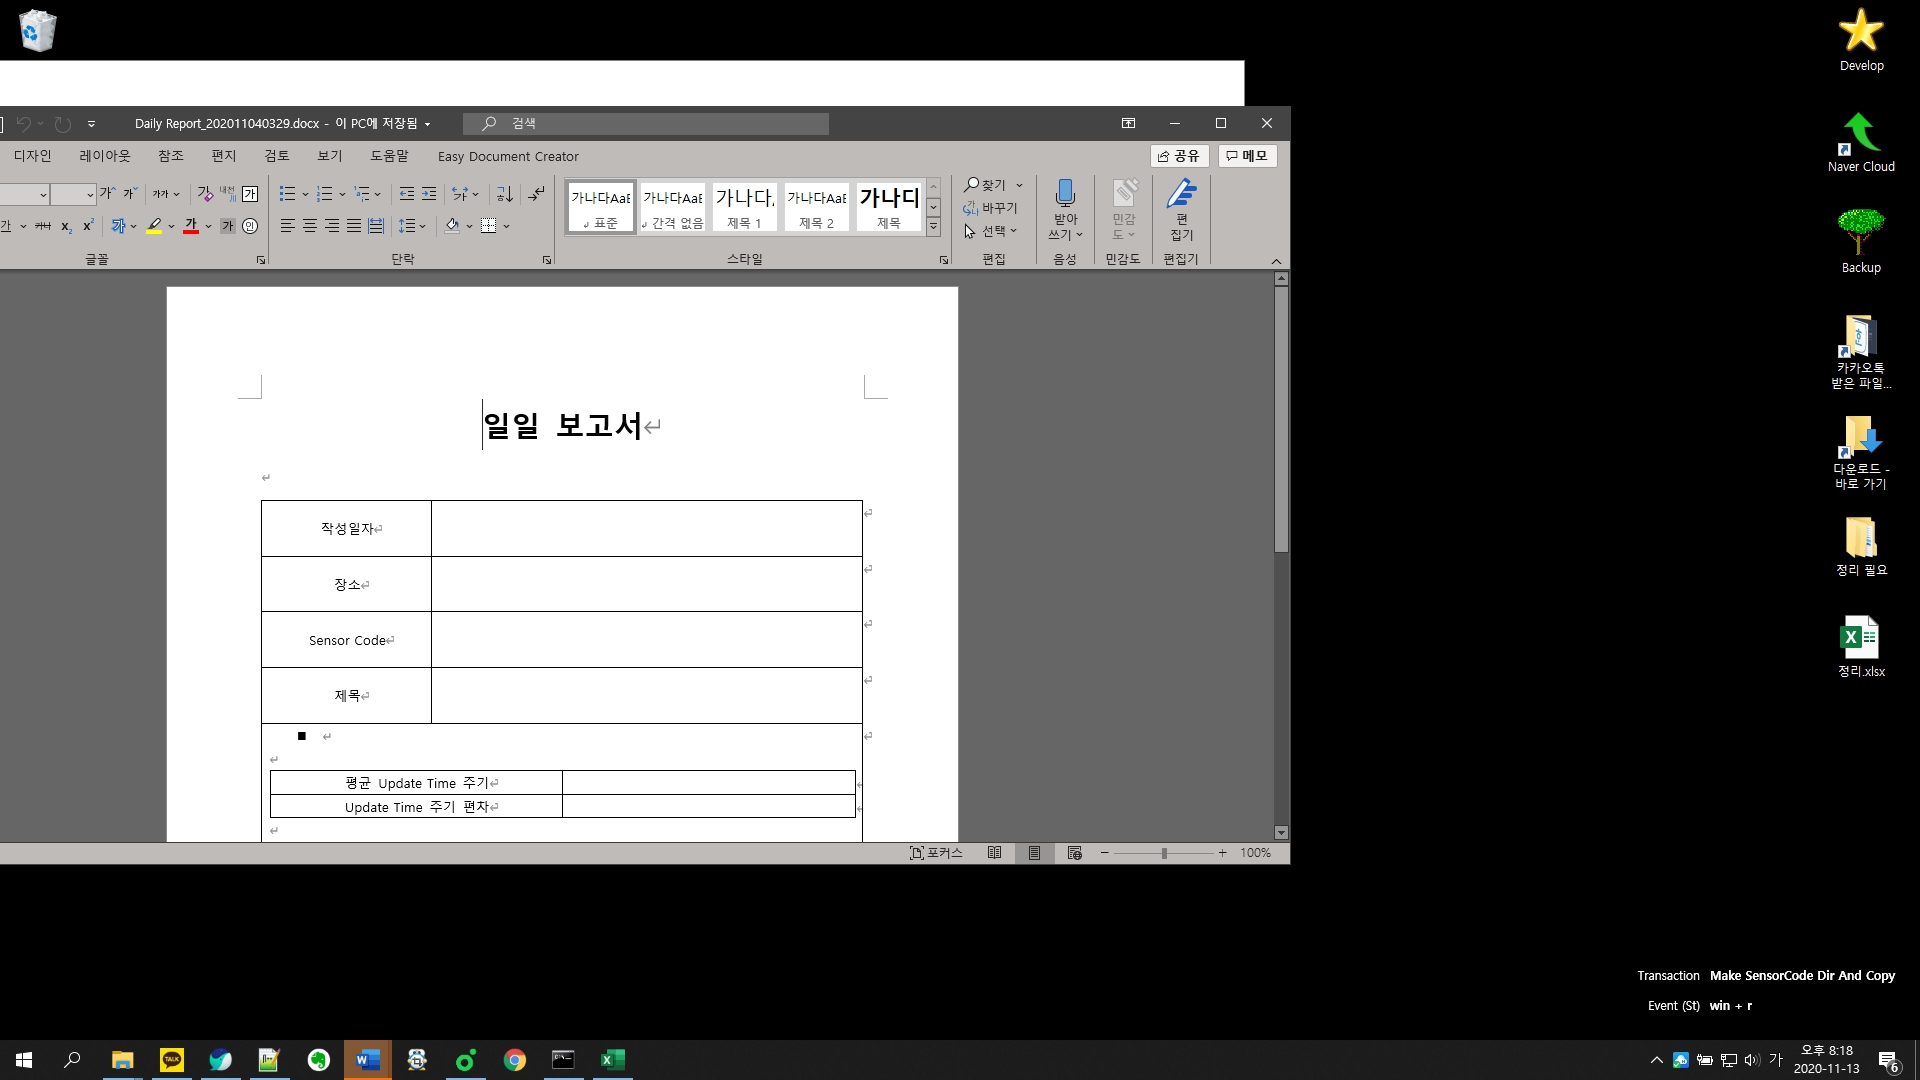 Daily Report_202011040329.docx - 이 PC에 저장됨
검색
디자인 레이아웃 참조 편지 검토 보기 도움말 Easy Document Creator
공유 메모
가나다AaB 가나다AaB 가나다, 가나다AaB 가나다
표준 간격 없음 제목 1 제목 2 제목
찾기
바꾸기
선택
받아
쓰기
민감
도
편
집기
글꼴 단락 스타일 편집 음성 민감도 편집기
일일 보고서
작성일자
장소
Sensor Code
제목
평균 Update Time 주기
Update Time 주기 편차
포커스
100%
Develop
Naver Cloud
Backup
카카오톡
받은 파일...
다운로드 -
바로 가기
정리 필요
정리.xlsx
Transaction Make SensorCode Dir And Copy
Event (St) win + r
TALK
가
오후 8:18
2020-11-13
6